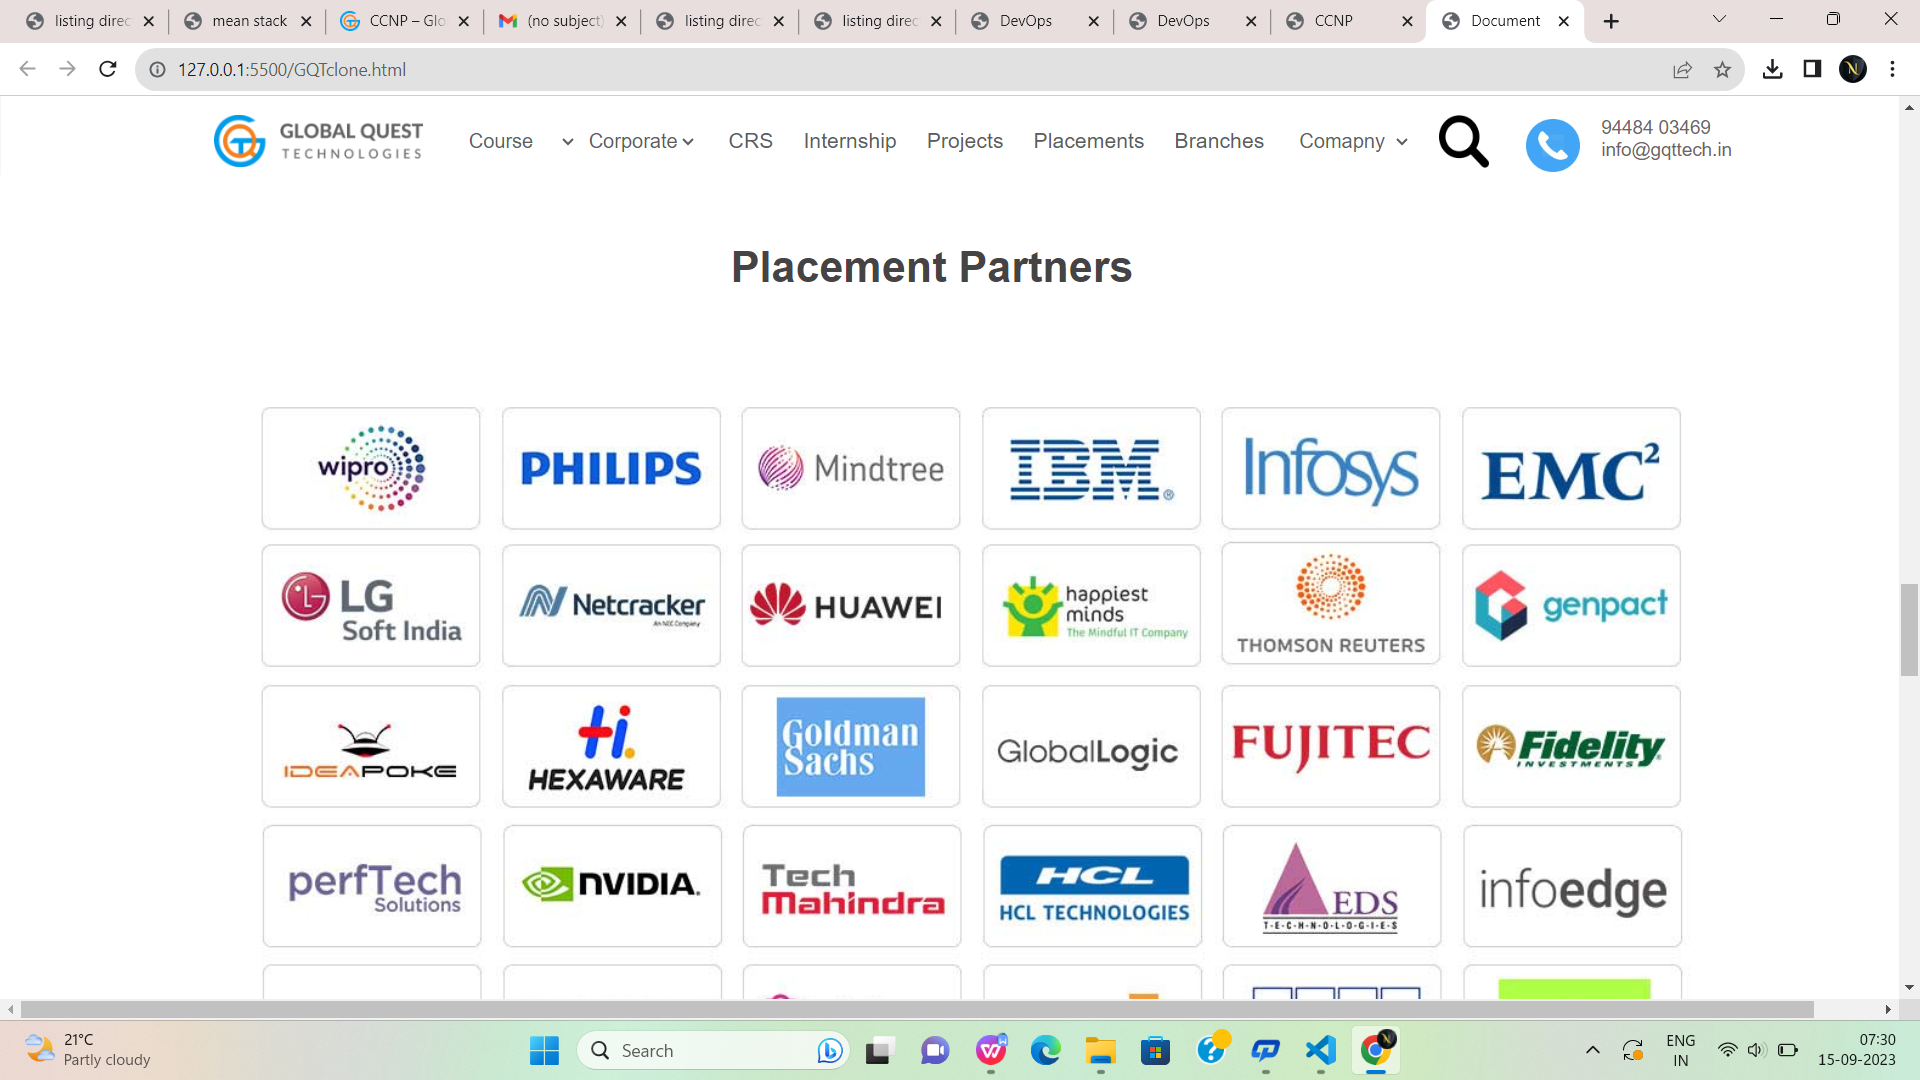 listing direc
mean stack
CCNP – Glo
(no subject)
listing direc
listing direc
DevOps
DevOps
CCNP
Document
127.0.0.1:5500/GQTclone.html
GLOBAL QUEST
TECHNOLOGIES
Course
Corporate
CRS
Internship
Projects
Placements
Branches
Comapny
94484 03469
info@gqttech.in
Placement Partners
wipro
PHILIPS
Mindtree
IBM®
Infosys
EMC²
LG
Soft India
Netcracker
An NEC Company
HUAWEI
happiest
minds
The Mindful IT Company
THOMSON REUTERS
genpact
IDEAPOKE
HEXAWARE
Goldman
Sachs
GlobalLogic
FUJITEC
Fidelity
INVESTMENTS
perfTech
Solutions
NVIDIA.
Tech
Mahindra
HCL
HCL TECHNOLOGIES
EDS
T·E·C·H·N·O·L·O·G·I·E·S
infoedge
21°C
Partly cloudy
Search
ENG
IN
07:30
15-09-2023